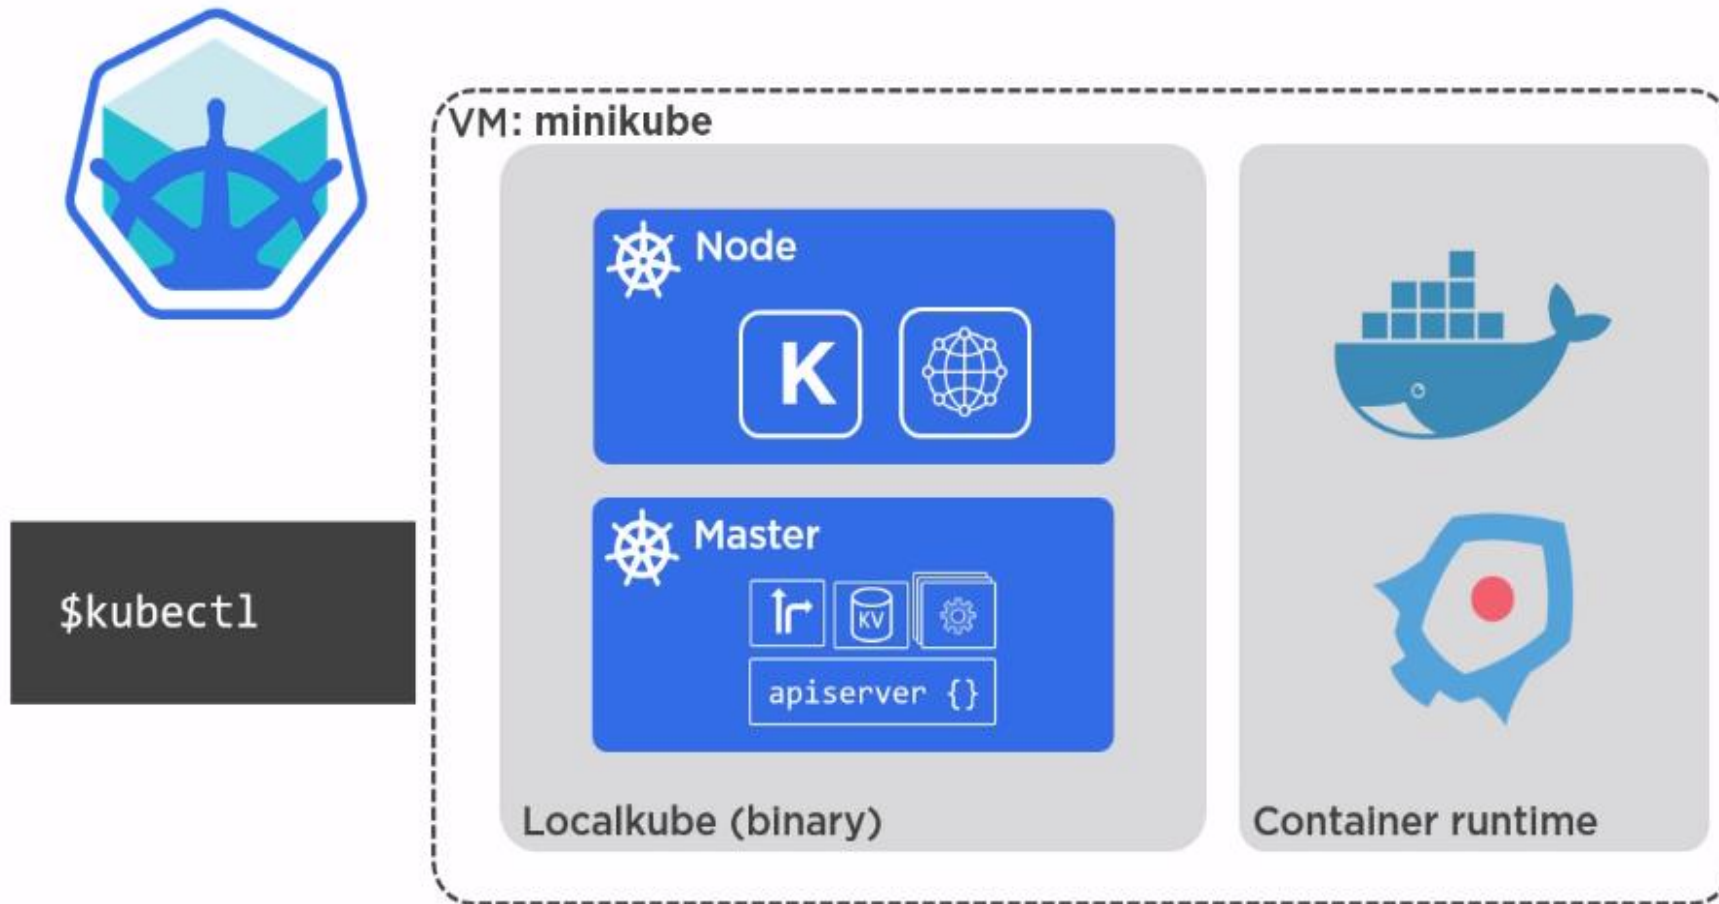 VM: minikube
Node
K
Master
KV
apiserver {}
Localkube (binary)
Container runtime
$kubectl